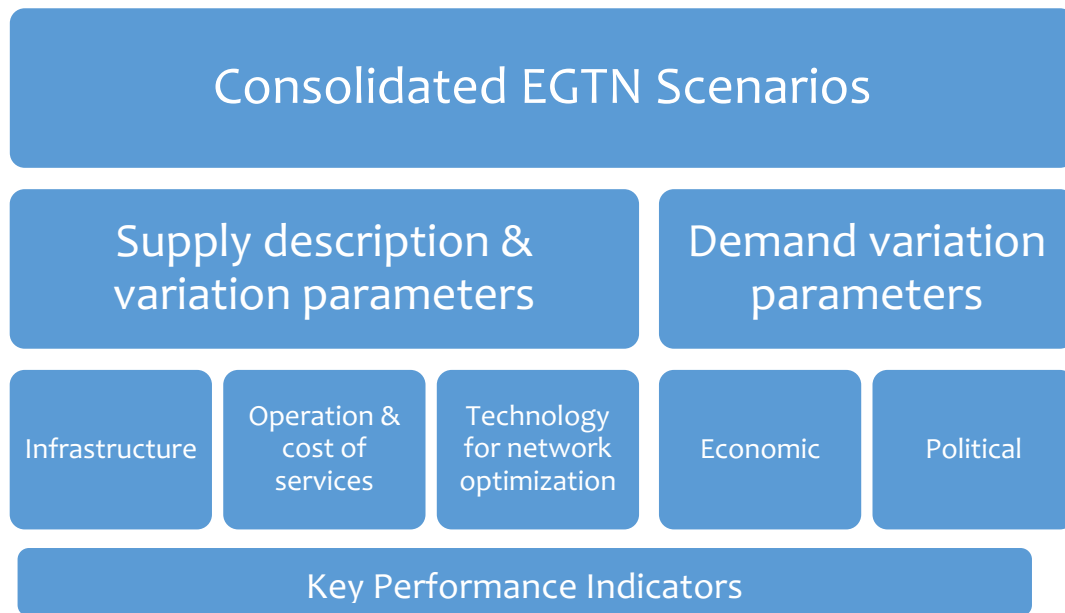 Consolidated EGTN Scenarios
Supply description &
variation parameters
Demand variation
parameters
Infrastructure
Operation &
cost of
services
Technology
for network
optimization
Economic
Political
Key Performance Indicators